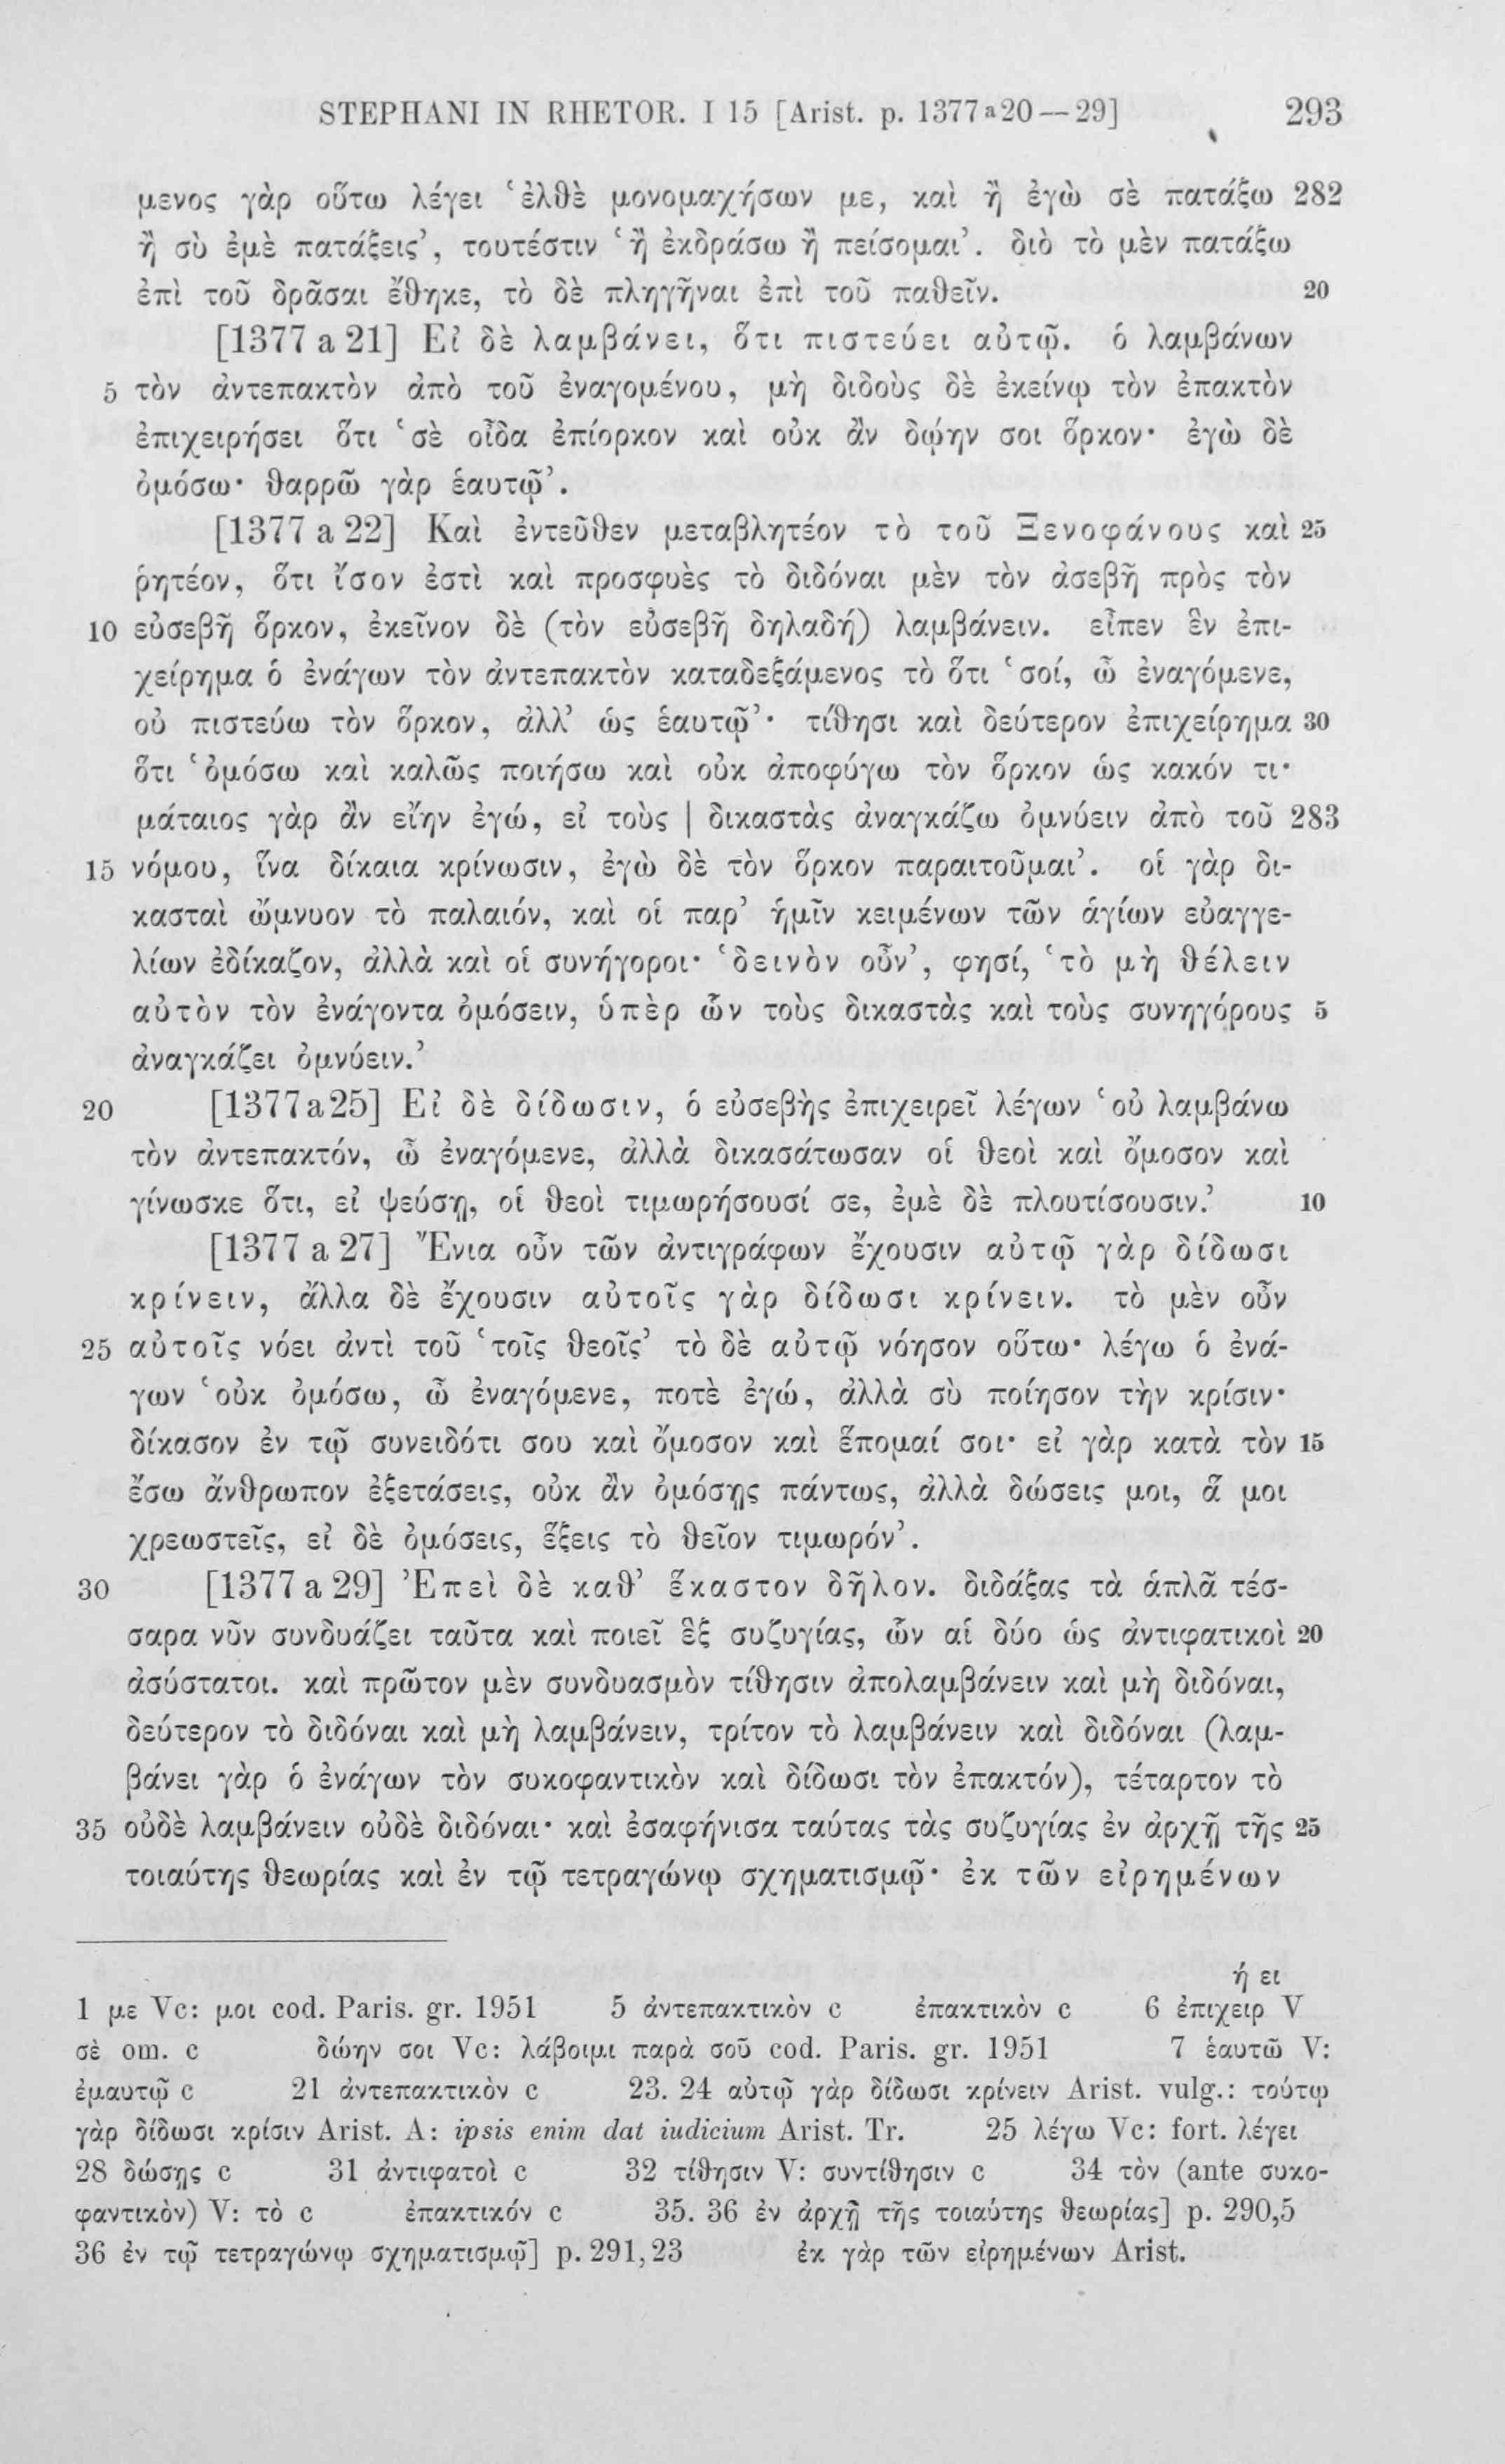 STEPHANI IN RHETOR. I 15 [Arist. p. 1377 a 20—29] 293
μενος γὰρ οὕτω λέγει ‘ἐλθὲ μονομαχήσων με, καὶ ἢ ἐγὼ σὲ πατάξω 282
ἢ σὺ ἐμὲ πατάξεις’, τουτέστιν ‘ἢ ἐκδράσω ἢ πείσομαι’. διὸ τὸ μὲν πατάξω
ἐπὶ τοῦ δρᾶσαι ἔθηκε, τὸ δὲ πληγῆναι ἐπὶ τοῦ παθεῖν. 20
[1377 a 21] Εἰ δὲ λαμβάνει, ὅτι πιστεύει αὐτῷ. ὁ λαμβάνων
5 τὸν ἀντεπακτὸν ἀπὸ τοῦ ἐναγομένου, μὴ διδοὺς δὲ ἐκείνῳ τὸν ἐπακτὸν
ἐπιχειρήσει ὅτι ‘σὲ οἶδα ἐπίορκον καὶ οὐκ ἂν δῴην σοι ὅρκον· ἐγὼ δὲ
ὀμόσω· θαρρῶ γὰρ ἑαυτῷ’.
[1377 a 22] Καὶ ἐντεῦθεν μεταβλητέον τὸ τοῦ Ξενοφάνους καὶ 25
ῥητέον, ὅτι ἴσον ἐστὶ καὶ προσφυὲς τὸ διδόναι μὲν τὸν ἀσεβῆ πρὸς τὸν
10 εὐσεβῆ ὅρκον, ἐκεῖνον δὲ (τὸν εὐσεβῆ δηλαδή) λαμβάνειν. εἶπεν ἓν ἐπι-
χείρημα ὁ ἐνάγων τὸν ἀντεπακτὸν καταδεξάμενος τὸ ὅτι ‘σοί, ὦ ἐναγόμενε,
οὐ πιστεύω τὸν ὅρκον, ἀλλ’ ὡς ἑαυτῷ’· τίθησι καὶ δεύτερον ἐπιχείρημα 30
ὅτι ‘ὀμόσω καὶ καλῶς ποιήσω καὶ οὐκ ἀποφύγω τὸν ὅρκον ὡς κακόν τι·
μάταιος γὰρ ἂν εἴην ἐγώ, εἰ τοὺς | δικαστὰς ἀναγκάζω ὀμνύειν ἀπὸ τοῦ 283
15 νόμου, ἵνα δίκαια κρίνωσιν, ἐγὼ δὲ τὸν ὅρκον παραιτοῦμαι’. οἱ γὰρ δι-
κασταὶ ὤμνυον τὸ παλαιόν, καὶ οἱ παρ’ ἡμῖν κειμένων τῶν ἁγίων εὐαγγε-
λίων ἐδίκαζον, ἀλλὰ καὶ οἱ συνήγοροι· ‘δεινὸν οὖν’, φησί, ‘τὸ μὴ θέλειν
αὐτὸν τὸν ἐνάγοντα ὀμόσειν, ὑπὲρ ὧν τοὺς δικαστὰς καὶ τοὺς συνηγόρους 5
ἀναγκάζει ὀμνύειν.’
20 [1377 a 25] Εἰ δὲ δίδωσιν, ὁ εὐσεβὴς ἐπιχειρεῖ λέγων ‘οὐ λαμβάνω
τὸν ἀντεπακτόν, ὦ ἐναγόμενε, ἀλλὰ δικασάτωσαν οἱ θεοὶ καὶ ὄμοσον καὶ
γίνωσκε ὅτι, εἰ ψεύσῃ, οἱ θεοὶ τιμωρήσουσί σε, ἐμὲ δὲ πλουτίσουσιν.’ 10
[1377 a 27] Ἔνια οὖν τῶν ἀντιγράφων ἔχουσιν αὐτῷ γὰρ δίδωσι
κρίνειν, ἄλλα δὲ ἔχουσιν αὐτοῖς γὰρ δίδωσι κρίνειν. τὸ μὲν οὖν
25 αὐτοῖς νόει ἀντὶ τοῦ ‘τοῖς θεοῖς’ τὸ δὲ αὐτῷ νόησον οὕτω· λέγω ὁ ἐνά-
γων ‘οὐκ ὀμόσω, ὦ ἐναγόμενε, ποτὲ ἐγώ, ἀλλὰ σὺ ποίησον τὴν κρίσιν·
δίκασον ἐν τῷ συνειδότι σου καὶ ὄμοσον καὶ ἕπομαί σοι· εἰ γὰρ κατὰ τὸν 15
ἔσω ἄνθρωπον ἐξετάσεις, οὐκ ἂν ὀμόσῃς πάντως, ἀλλὰ δώσεις μοι, ἅ μοι
χρεωστεῖς, εἰ δὲ ὀμόσεις, ἕξεις τὸ θεῖον τιμωρόν’.
30 [1377 a 29] Ἐπεὶ δὲ καθ’ ἕκαστον δῆλον. διδάξας τὰ ἁπλᾶ τέσ-
σαρα νῦν συνδυάζει ταῦτα καὶ ποιεῖ ἓξ συζυγίας, ὧν αἱ δύο ὡς ἀντιφατικοὶ 20
ἀσύστατοι. καὶ πρῶτον μὲν συνδυασμὸν τίθησιν ἀπολαμβάνειν καὶ μὴ διδόναι,
δεύτερον τὸ διδόναι καὶ μὴ λαμβάνειν, τρίτον τὸ λαμβάνειν καὶ διδόναι (λαμ-
βάνει γὰρ ὁ ἐνάγων τὸν συκοφαντικὸν καὶ δίδωσι τὸν ἐπακτόν), τέταρτον τὸ
35 οὐδὲ λαμβάνειν οὐδὲ διδόναι· καὶ ἐσαφήνισα ταύτας τὰς συζυγίας ἐν ἀρχῇ τῆς 25
τοιαύτης θεωρίας καὶ ἐν τῷ τετραγώνῳ σχηματισμῷ· ἐκ τῶν εἰρημένων
ή ει
1 με Vc: μοι cod. Paris. gr. 1951 5 ἀντεπακτικὸν c ἐπακτικὸν c 6 ἐπιχειρ V
σὲ om. c δώην σοι Vc: λάβοιμι παρὰ σοῦ cod. Paris. gr. 1951 7 ἑαυτῶ V:
ἐμαυτῷ c 21 ἀντεπακτικὸν c 23. 24 αὐτῷ γὰρ δίδωσι κρίνειν Arist. vulg.: τούτῳ
γὰρ δίδωσι κρίσιν Arist. A: ipsis enim dat iudicium Arist. Tr. 25 λέγω Vc: fort. λέγει
28 δώσῃς c 31 ἀντιφατοὶ c 32 τίθησιν V: συντίθησιν c 34 τὸν (ante συκο-
φαντικὸν) V: τὸ c ἐπακτικόν c 35. 36 ἐν ἀρχῇ τῆς τοιαύτης θεωρίας] p. 290,5
36 ἐν τῷ τετραγώνῳ σχηματισμῷ] p. 291,23 ἐκ γὰρ τῶν εἰρημένων Arist.